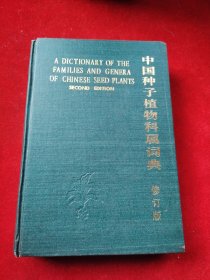 A DICTIONARY OF THE
FAMILIES AND GENERA
OF CHINESE SEED PLANTS
SECOND EDITION
中国种子植物科属词典
修订版